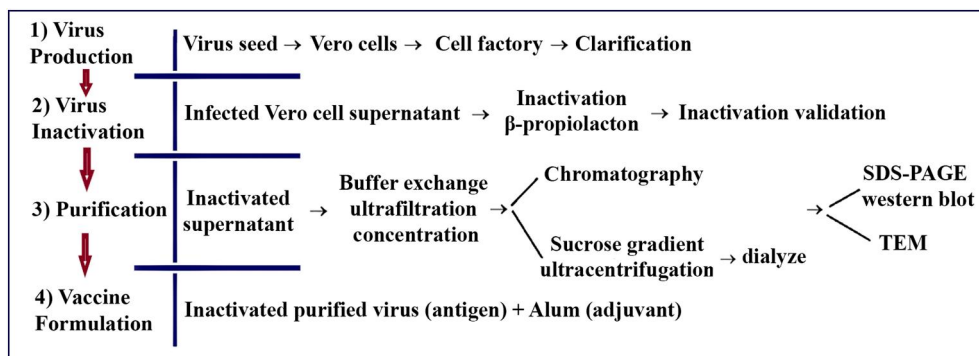 1) Virus
Production
Virus seed → Vero cells → Cell factory → Clarification
2) Virus
Inactivation
Infected Vero cell supernatant → Inactivation
β-propiolacton → Inactivation validation
3) Purification
Inactivated
supernatant
→ Buffer exchange
ultrafiltration
concentration →
Chromatography
Sucrose gradient
ultracentrifugation → dialyze
→ SDS-PAGE
western blot
TEM
4) Vaccine
Formulation
Inactivated purified virus (antigen) + Alum (adjuvant)